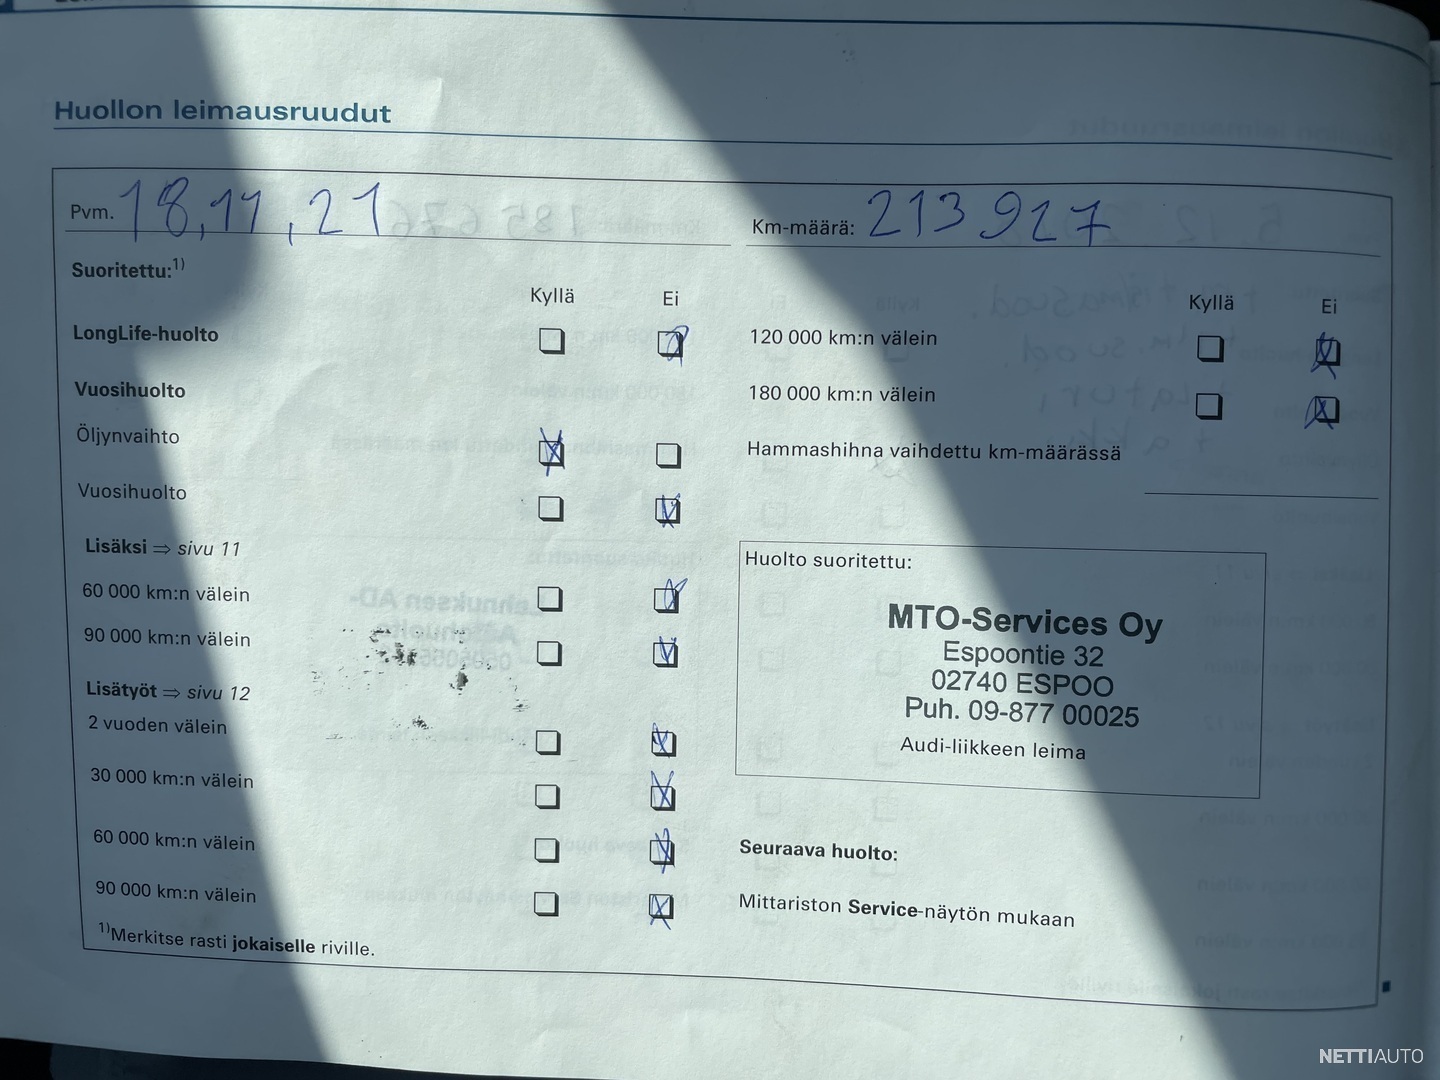 Huollon leimausruudut
Pvm. 18.11.21
Km-määrä: 213 927
Suoritettu:1)
Kyllä Ei
LongLife-huolto
Vuosihuolto
Öljynvaihto
Vuosihuolto
Lisäksi ⇒ sivu 11
60 000 km:n välein
90 000 km:n välein
Lisätyöt ⇒ sivu 12
2 vuoden välein
30 000 km:n välein
60 000 km:n välein
90 000 km:n välein
1)Merkitse rasti jokaiselle riville.
Kyllä Ei
120 000 km:n välein
180 000 km:n välein
Hammashihna vaihdettu km-määrässä
Huolto suoritettu:
MTO-Services Oy
Espoontie 32
02740 ESPOO
Puh. 09-877 00025
Audi-liikkeen leima
Seuraava huolto:
Mittariston Service-näytön mukaan
NETTIAUTO